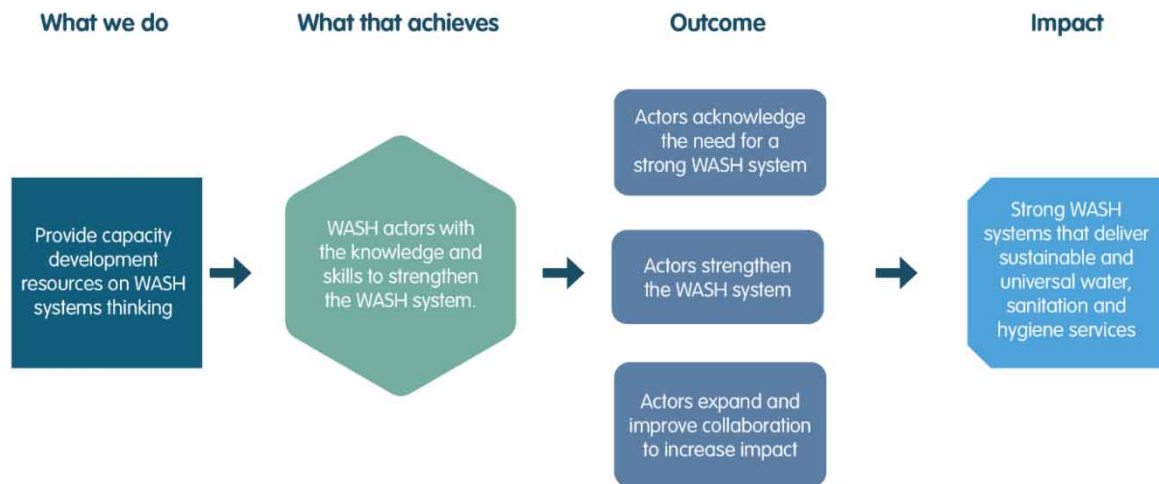 What we do
What that achieves
Outcome
Impact
Provide capacity
development
resources on WASH
systems thinking
WASH actors with
the knowledge and
skills to strengthen
the WASH system.
Actors acknowledge
the need for a
strong WASH system
Actors strengthen
the WASH system
Actors expand and
improve collaboration
to increase impact
Strong WASH
systems that deliver
sustainable and
universal water,
sanitation and
hygiene services